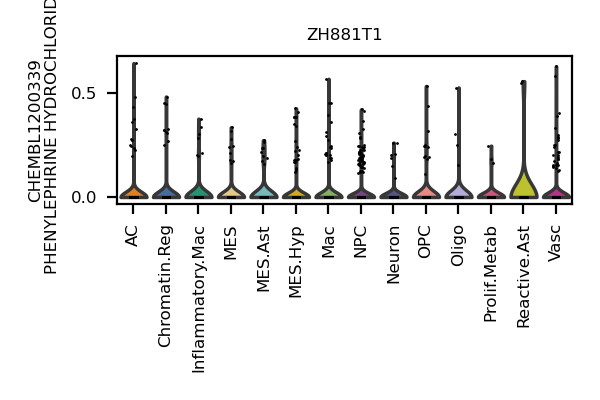 ZH881T1
CHEMBL1200339
PHENYLEPHRINE HYDROCHLORID
0.5
0.0
AC
Chromatin.Reg
Inflammatory.Mac
MES
MES.Ast
MES.Hyp
Mac
NPC
Neuron
OPC
Oligo
Prolif.Metab
Reactive.Ast
Vasc